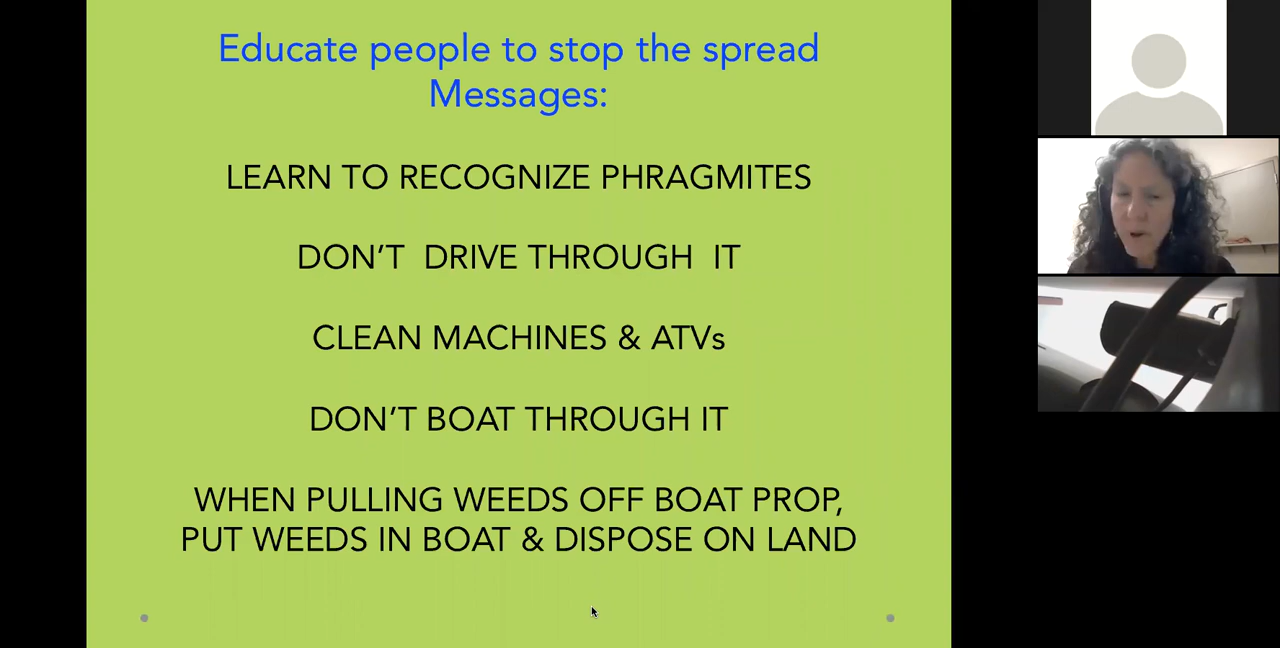 Educate people to stop the spread
Messages:
LEARN TO RECOGNIZE PHRAGMITES
DON’T  DRIVE THROUGH  IT
CLEAN MACHINES & ATVs
DON’T BOAT THROUGH IT
WHEN PULLING WEEDS OFF BOAT PROP,
PUT WEEDS IN BOAT & DISPOSE ON LAND